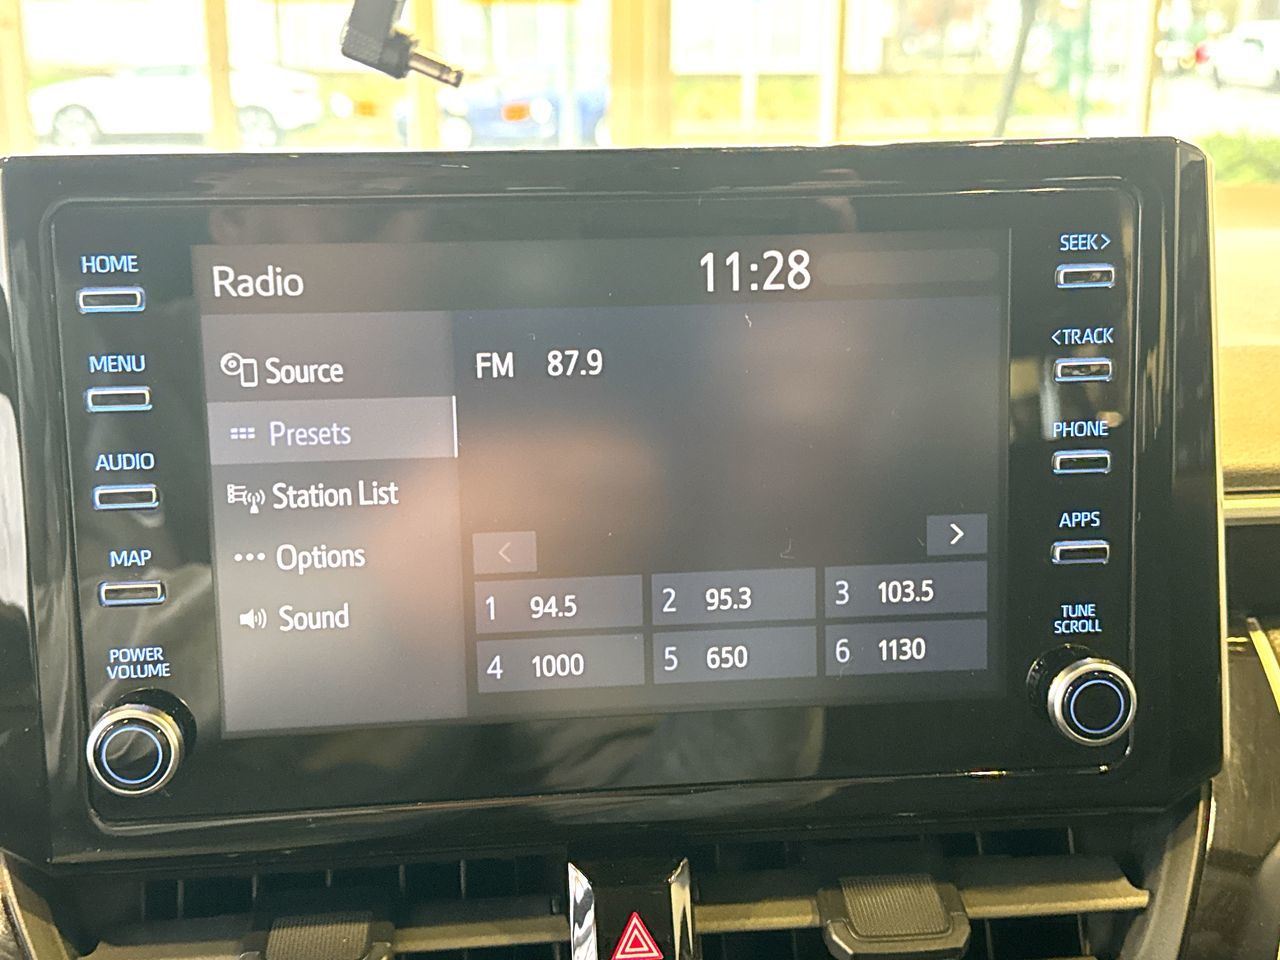 HOME
MENU
AUDIO
MAP
POWER
VOLUME
Radio
11:28
Source
Presets
Station List
Options
Sound
FM 87.9
<
>
1 94.5
2 95.3
3 103.5
4 1000
5 650
6 1130
SEEK>
<TRACK
PHONE
APPS
TUNE
SCROLL